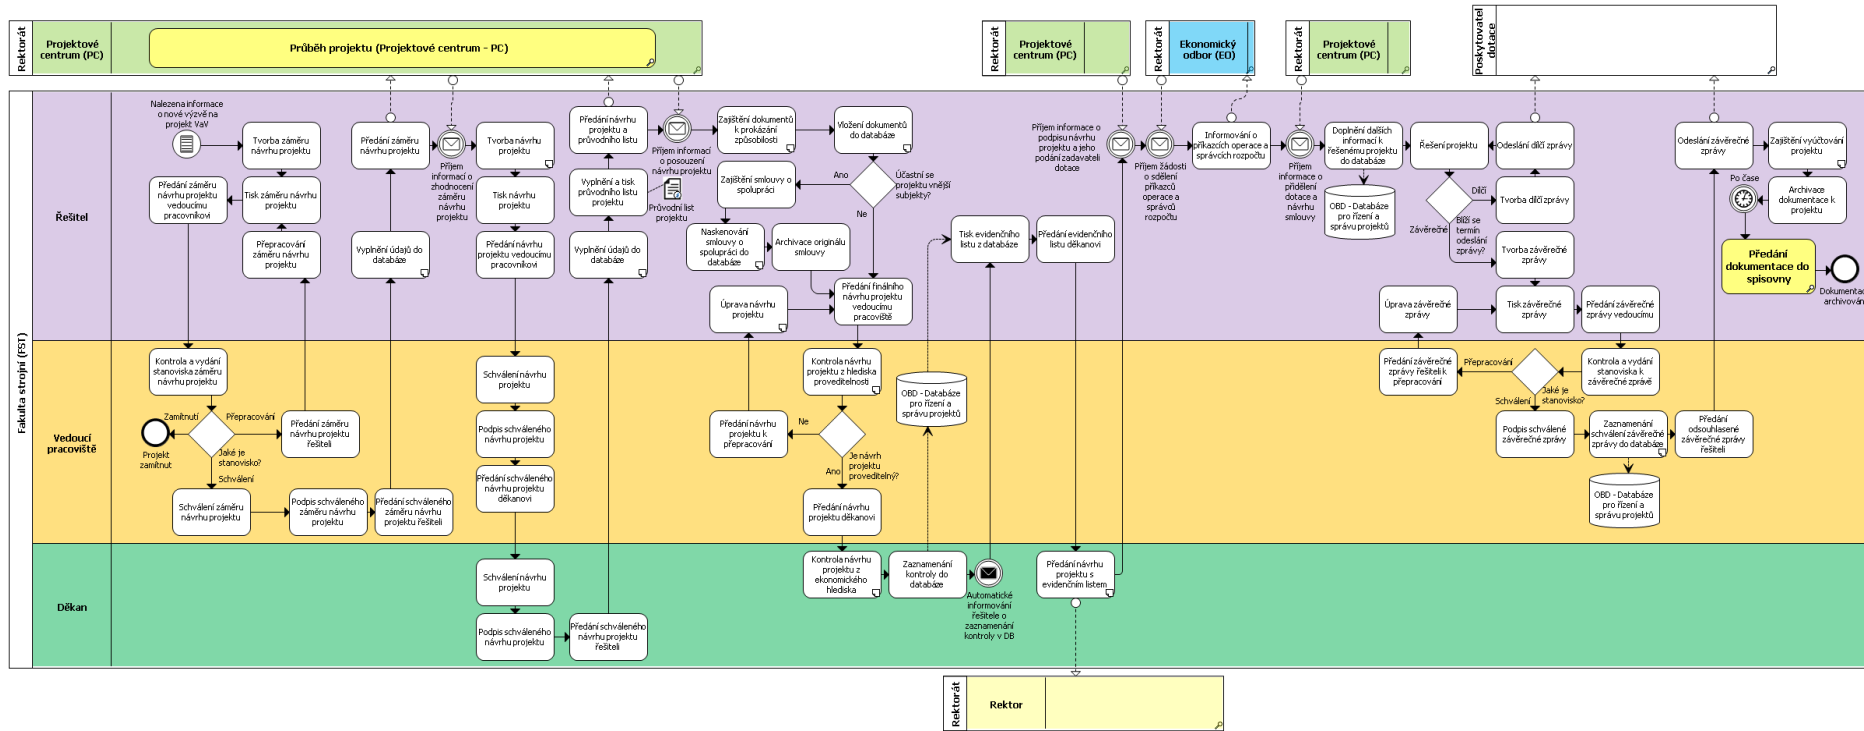 Rektorát
Projektové
centrum (PC)
Průběh projektu (Projektové centrum - PC)
Rektorát
Projektové
centrum (PC)
Rektorát
Ekonomický
odbor (EO)
Rektorát
Projektové
centrum (PC)
Poskytovatel
dotace
Fakulta strojní (FST)
Řešitel
Nalezena informace
o nové výzvě na
projekt VaV
Tvorba záměru
návrhu projektu
Předání záměru
návrhu projektu
vedoucímu
pracovníkovi
Tisk záměru návrhu
projektu
Přepracování
záměru návrhu
projektu
Předání záměru
návrhu projektu
Vyplnění údajů do
databáze
Příjem
informací o
zhodnocení
záměru
návrhu
projektu
Tvorba návrhu
projektu
Tisk návrhu
projektu
Předání návrhu
projektu vedoucímu
pracovníkovi
Předání návrhu
projektu a
průvodního listu
Vyplnění a tisk
průvodního listu
projektu
Vyplnění údajů do
databáze
Příjem informací
o posouzení
návrhu projektu
Průvodní list
projektu
Zajištění dokumentů
k prokázání
způsobilosti
Vložení dokumentů
do databáze
Zajištění smlouvy o
spolupráci
Ano
Účastní se
projektu vnější
subjekty?
Ne
Naskenování
smlouvy o
spolupráci do
databáze
Archivace originálu
smlouvy
Úprava návrhu
projektu
Předání finálního
návrhu projektu
vedoucímu
pracoviště
Tisk evidenčního
listu z databáze
Předání evidenčního
listu děkanovi
Příjem informace o
podpisu návrhu
projektu a jeho
podání zadavateli
dotace
Příjem žádosti
o sdělení
příkazců
operace a
správců
rozpočtu
Informování o
příkazcích operace a
správcích rozpočtu
Příjem
informace o
přidělení
dotace a
návrhu
smlouvy
Doplnění dalších
informací k
řešenému projektu
do databáze
OBD - Databáze
pro řízení a
správu projektů
Řešení projektu
Odeslání dílčí zprávy
Dílčí
Tvorba dílčí zprávy
Blíží se
termín
odeslání
zprávy?
Závěrečné
Tvorba závěrečné
zprávy
Úprava závěrečné
zprávy
Tisk závěrečné
zprávy
Předání závěrečné
zprávy vedoucímu
Odeslání závěrečné
zprávy
Zajištění vyúčtování
projektu
Po čase
Archivace
dokumentace k
projektu
Předání
dokumentace do
spisovny
Dokumentac
archivován
Vedoucí
pracoviště
Kontrola a vydání
stanoviska záměru
návrhu projektu
Zamítnutí
Přepracování
Projekt
zamítnut
Jaké je
stanovisko?
Schválení
Předání záměru
návrhu projektu
řešiteli
Schválení záměru
návrhu projektu
Podpis schváleného
záměru návrhu
projektu
Předání schváleného
záměru návrhu
projektu řešiteli
Schválení návrhu
projektu
Podpis schváleného
návrhu projektu
Předání schváleného
návrhu projektu
děkanovi
Kontrola návrhu
projektu z hlediska
proveditelnosti
Předání návrhu
projektu k
přepracování
Ne
Je návrh
projektu
proveditelný?
Ano
Předání návrhu
projektu děkanovi
OBD - Databáze
pro řízení a
správu projektů
Předání závěrečné
zprávy řešiteli k
přepracování
Přepracování
Kontrola a vydání
stanoviska k
závěrečné zprávě
Jaké je
stanovisko?
Schválení
Podpis schválené
závěrečné zprávy
Zaznamenání
schválení závěrečné
zprávy do databáze
Předání
odsouhlasené
závěrečné zprávy
řešiteli
OBD - Databáze
pro řízení a
správu projektů
Děkan
Schválení návrhu
projektu
Podpis schváleného
návrhu projektu
Předání schváleného
návrhu projektu
řešiteli
Kontrola návrhu
projektu z
ekonomického
hlediska
Zaznamenání
kontroly do
databáze
Automatické
informování
řešitele o
zaznamenání
kontroly v DB
Předání návrhu
projektu s
evidenčním listem
Rektorát
Rektor